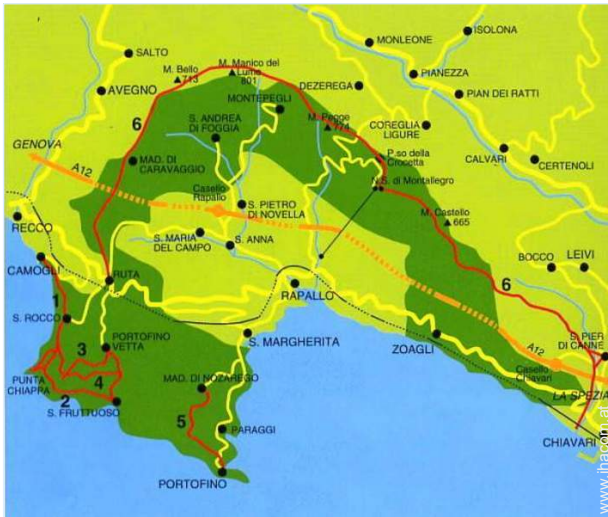 ISOLONA
MONLEONE
SALTO
M. Manico del
Lume
801
M. Bello
713
PIANEZZA
DEZEREGA
AVEGNO
MONTEPEGLI
PIAN DEI RATTI
6
S. ANDREA
DI FOGGIA
M. Pegge
774
COREGLIA
LIGURE
GENOVA
CALVARI
P.so della
Crocetta
CERTENOLI
A12
MAD. DI
CARAVAGGIO
Casello
Rapallo
N.S. di Montallegro
S. PIETRO
DI NOVELLA
M. Castello
665
RECCO
S. MARIA
DEL CAMPO
S. ANNA
BOCCO
LEIVI
CAMOGLI
RUTA
RAPALLO
6
1
S. ROCCO
PORTOFINO
VETTA
S. MARGHERITA
ZOAGLI
S. PIER
DI CANNE
A12
3
PUNTA
CHIAPPA
4
MAD. DI NOZAREGO
Casello
Chiavari
2
S. FRUTTUOSO
LA SPEZIA
5
PARAGGI
CHIAVARI
PORTOFINO
www.ihacom.at